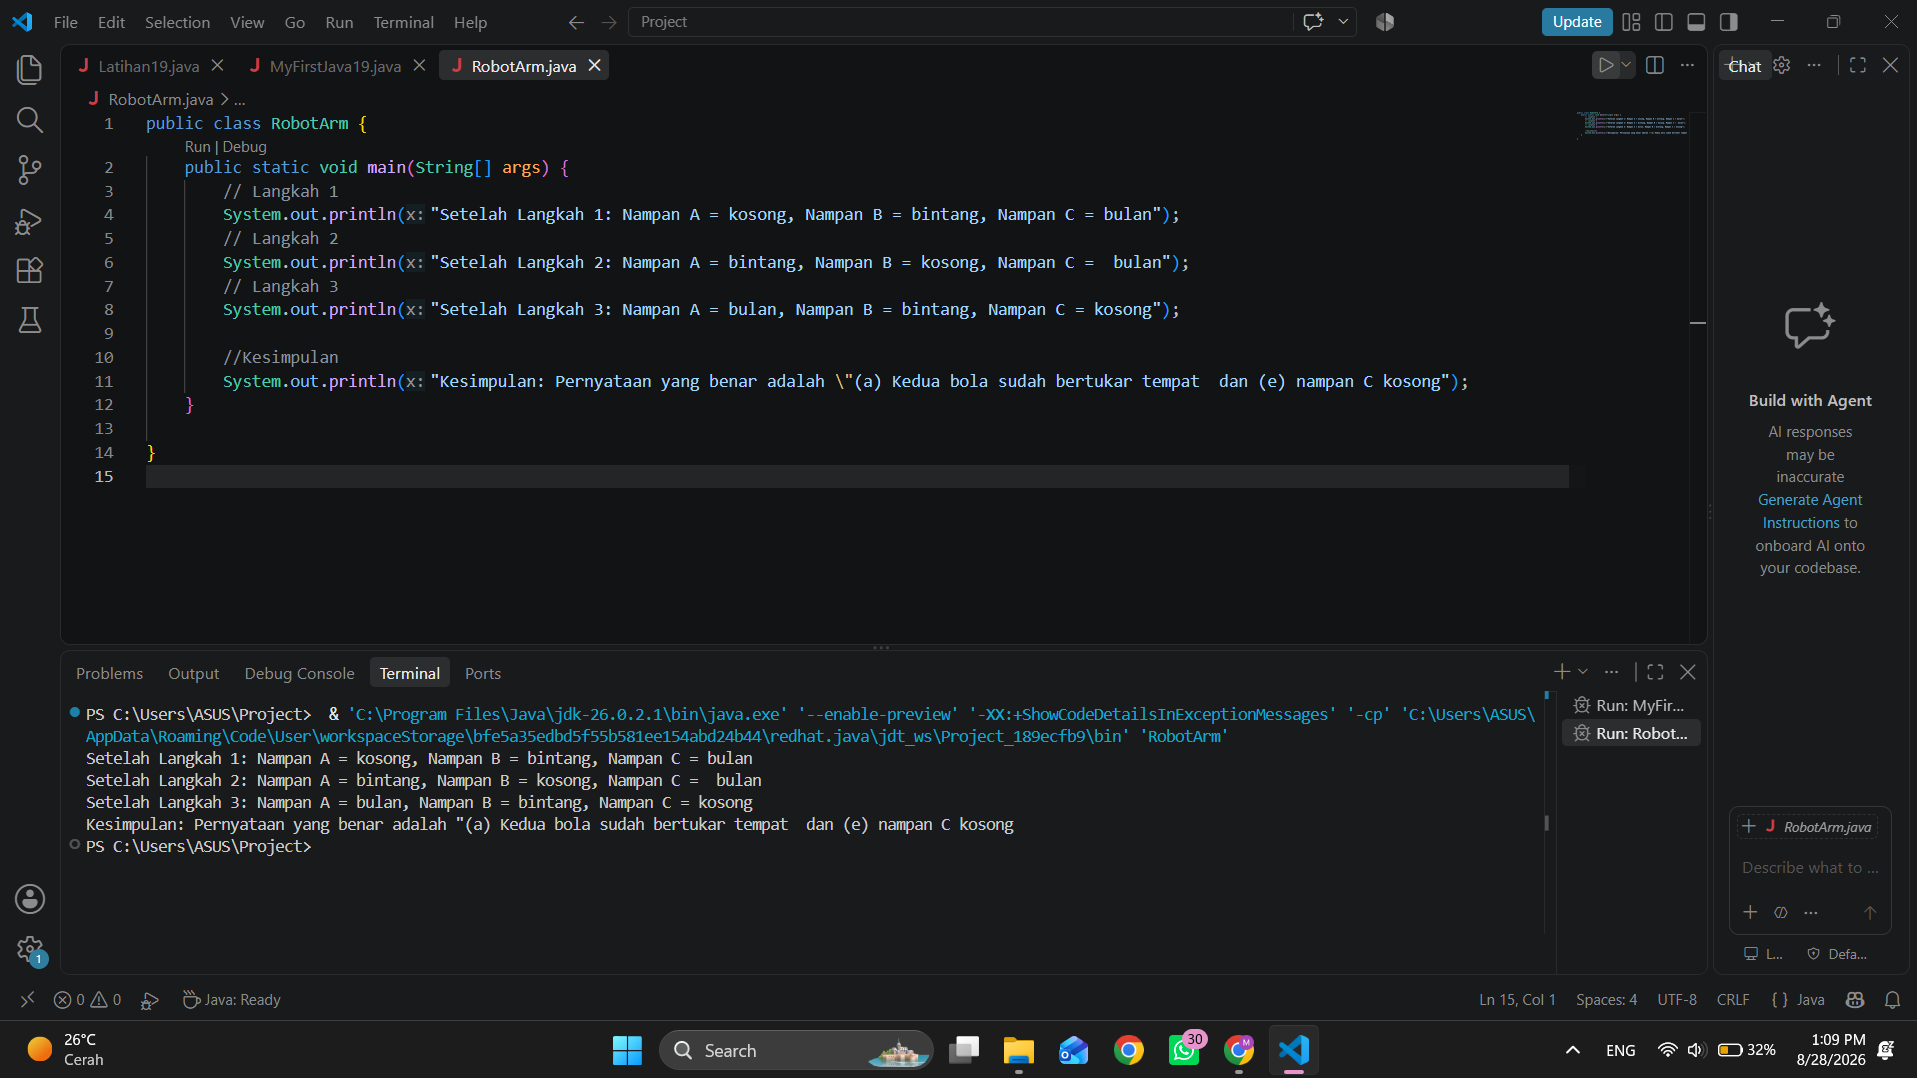 File Edit Selection View Go Run Terminal Help
Project
Update
Latihan19.java
MyFirstJava19.java
RobotArm.java
Chat
RobotArm.java > ...
1 public class RobotArm {
Run | Debug
2 public static void main(String[] args) {
3 // Langkah 1
4 System.out.println(x: "Setelah Langkah 1: Nampan A = kosong, Nampan B = bintang, Nampan C = bulan");
5 // Langkah 2
6 System.out.println(x: "Setelah Langkah 2: Nampan A = bintang, Nampan B = kosong, Nampan C =  bulan");
7 // Langkah 3
8 System.out.println(x: "Setelah Langkah 3: Nampan A = bulan, Nampan B = bintang, Nampan C = kosong");
9
10 //Kesimpulan
11 System.out.println(x: "Kesimpulan: Pernyataan yang benar adalah \"(a) Kedua bola sudah bertukar tempat  dan (e) nampan C kosong");
12 }
13
14 }
15
Build with Agent
AI responses
may be
inaccurate
Generate Agent
Instructions to
onboard AI onto
your codebase.
Problems Output Debug Console Terminal Ports
PS C:\Users\ASUS\Project>  & 'C:\Program Files\Java\jdk-26.0.2.1\bin\java.exe' '--enable-preview' '-XX:+ShowCodeDetailsInExceptionMessages' '-cp' 'C:\Users\ASUS\
AppData\Roaming\Code\User\workspaceStorage\bfe5a35edbd5f55b581ee154abd24b44\redhat.java\jdt_ws\Project_189ecfb9\bin' 'RobotArm'
Setelah Langkah 1: Nampan A = kosong, Nampan B = bintang, Nampan C = bulan
Setelah Langkah 2: Nampan A = bintang, Nampan B = kosong, Nampan C =  bulan
Setelah Langkah 3: Nampan A = bulan, Nampan B = bintang, Nampan C = kosong
Kesimpulan: Pernyataan yang benar adalah "(a) Kedua bola sudah bertukar tempat  dan (e) nampan C kosong
PS C:\Users\ASUS\Project>
Run: MyFir...
Run: Robot...
RobotArm.java
Describe what to ...
L...
Defa...
1
0 0 Java: Ready
Ln 15, Col 1 Spaces: 4 UTF-8 CRLF { } Java
26°C
Cerah
Search
30
ENG
32%
1:09 PM
8/28/2026